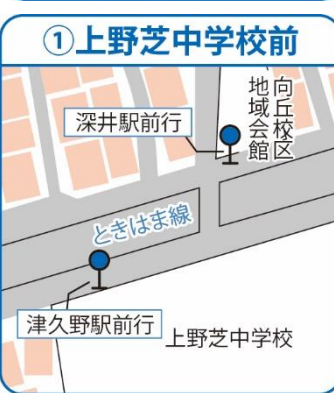 ①上野芝中学校前
深井駅前行
向丘校区
地域会館
ときはま線
津久野駅前行
上野芝中学校